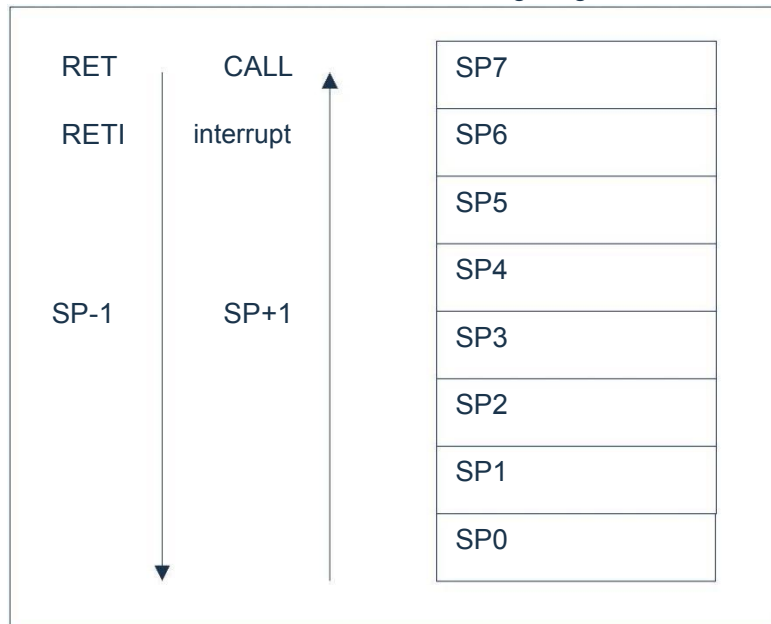 RET CALL SP7
RETI interrupt SP6
SP5
SP4
SP-1 SP+1 SP3
SP2
SP1
SP0